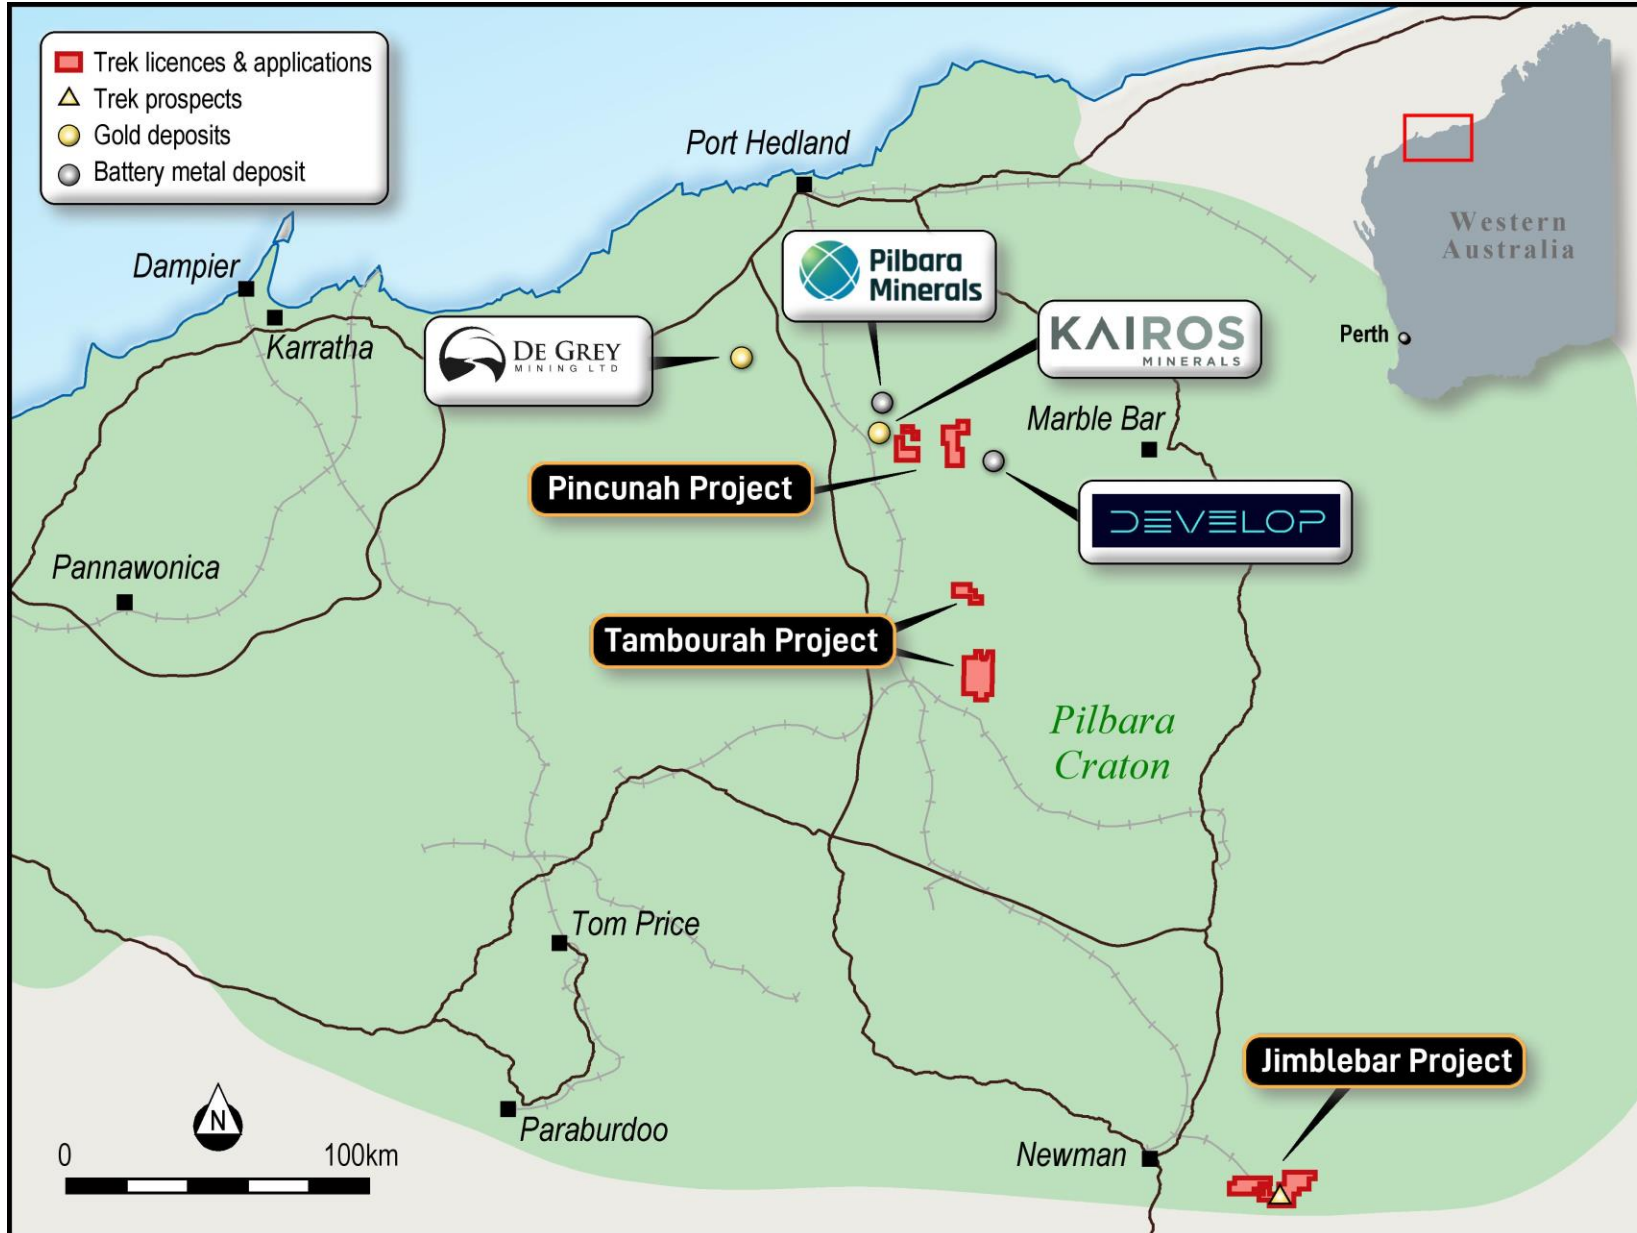 Trek licences & applications
Trek prospects
Gold deposits
Battery metal deposit
Port Hedland
Western
Australia
Perth
Dampier
Karratha
Pilbara
Minerals
DE GREY
MINING LTD
KAIROS
MINERALS
Marble Bar
Pincunah Project
DEVELOP
Pannawonica
Tambourah Project
Pilbara
Craton
Tom Price
Jimblebar Project
N
Paraburdoo
Newman
0 100km